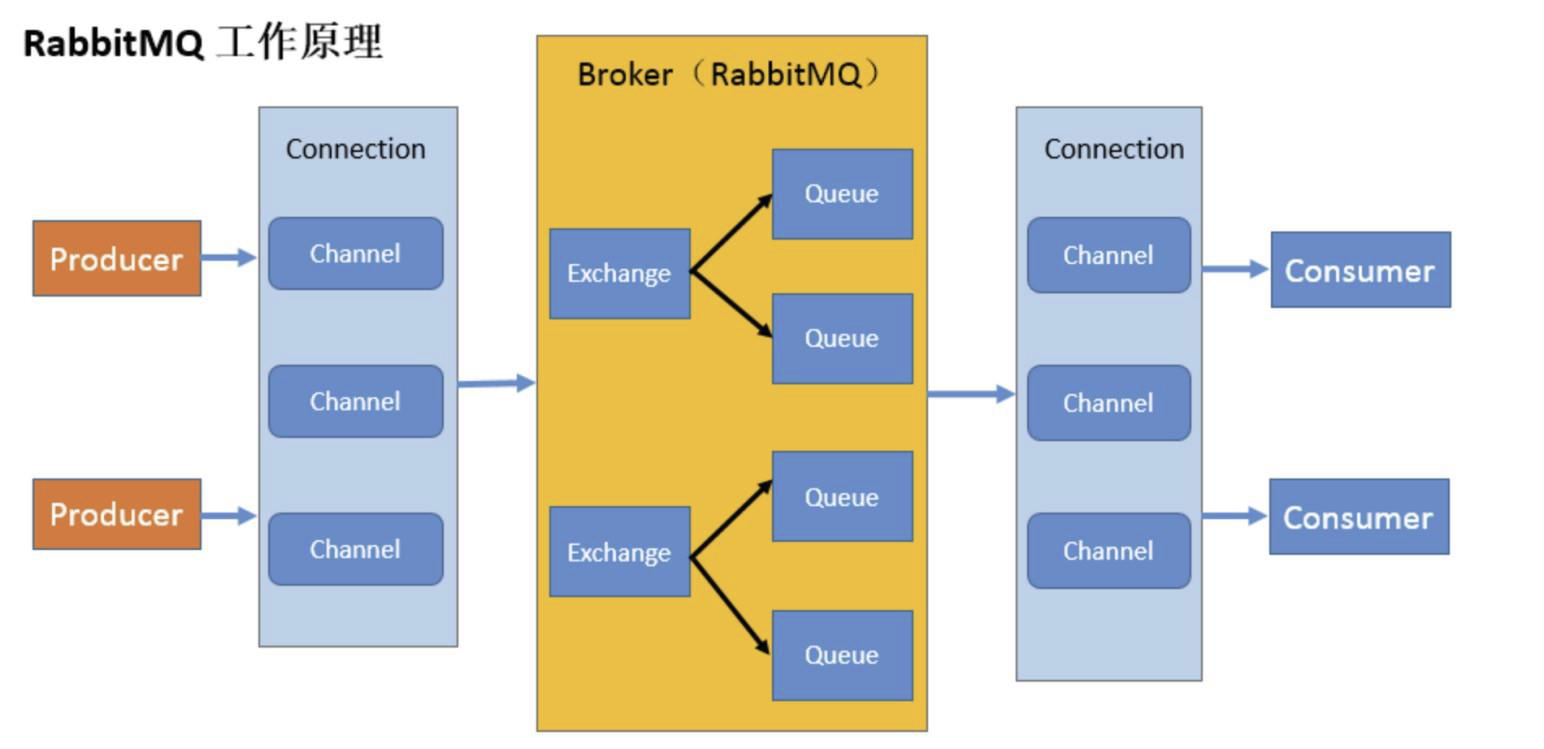 RabbitMQ 工作原理
Broker（RabbitMQ）
Connection
Connection
Producer
Producer
Channel
Channel
Channel
Exchange
Queue
Queue
Exchange
Queue
Queue
Channel
Channel
Channel
Consumer
Consumer